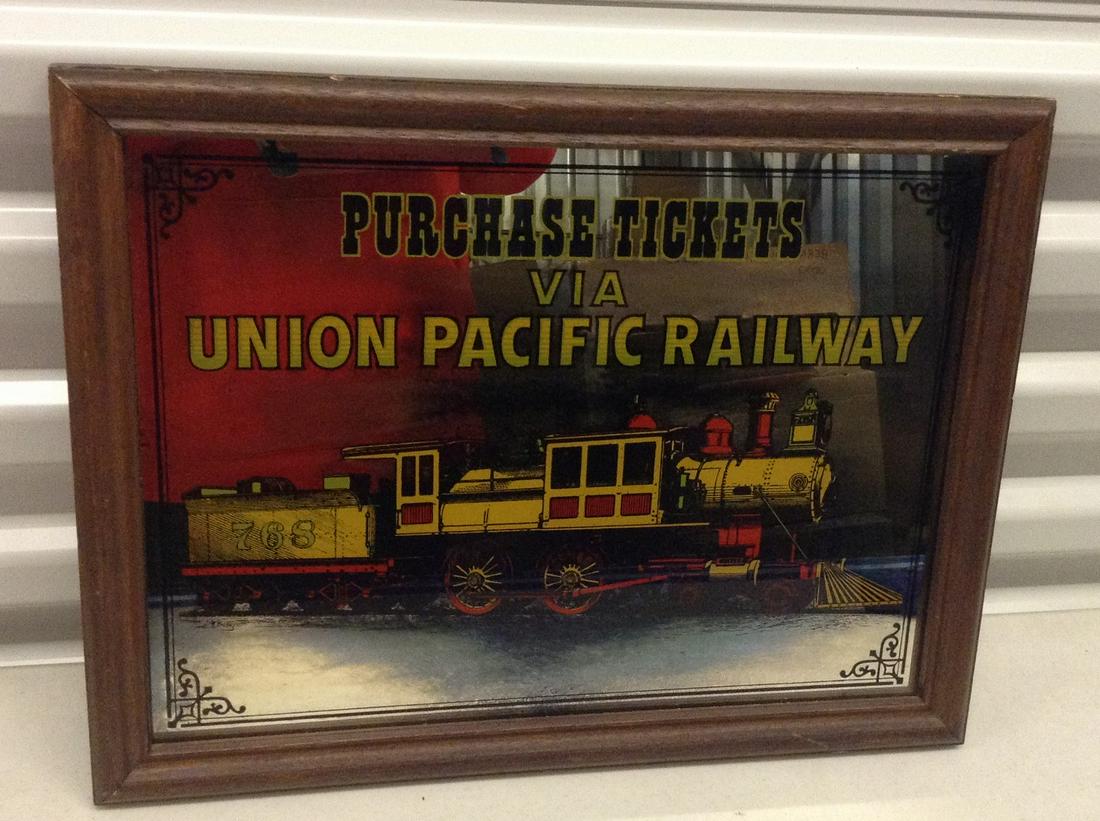 PURCHASE TICKETS
VIA
UNION PACIFIC RAILWAY
768